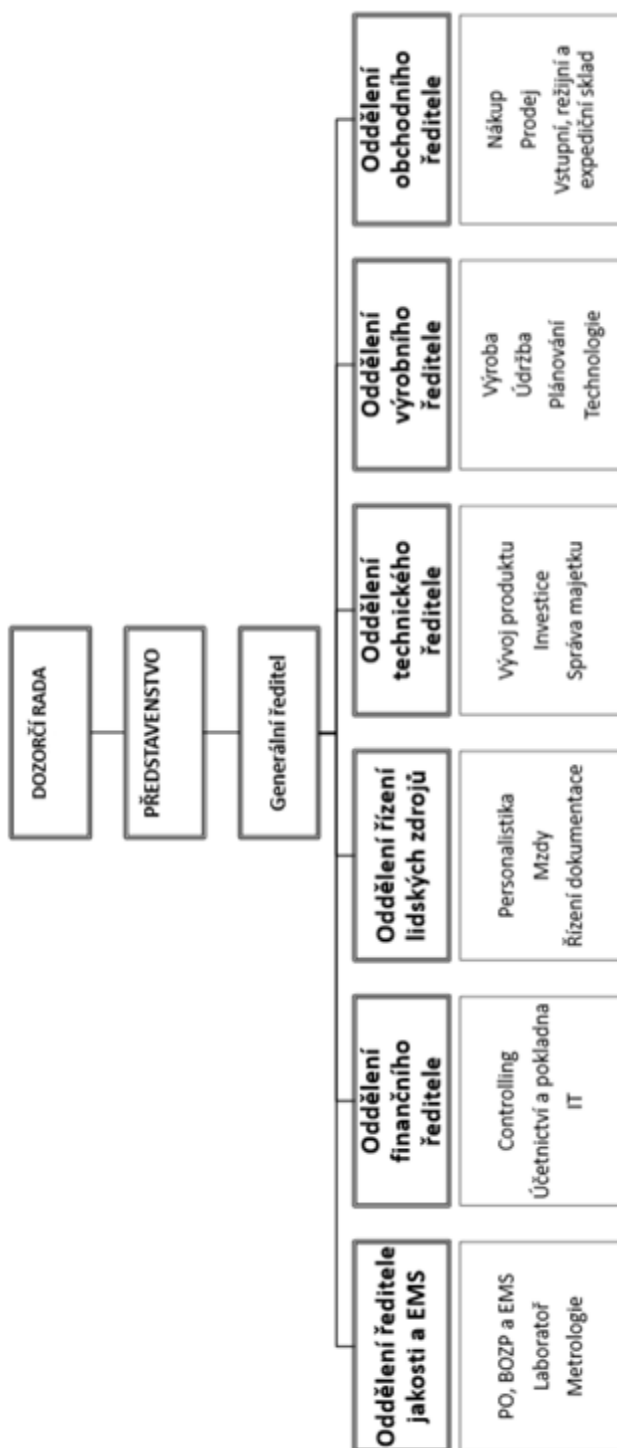 DOZORČÍ RADA
PŘEDSTAVENSTVO
Generální ředitel
Oddělení ředitele
jakosti a EMS
Oddělení
finančního
ředitele
Oddělení řízení
lidských zdrojů
Oddělení
technického
ředitele
Oddělení
výrobního
ředitele
Oddělení
obchodního
ředitele
PO, BOZP a EMS
Laboratoř
Metrologie
Controlling
Účetnictví a pokladna
IT
Personalistika
Mzdy
Řízení dokumentace
Vývoj produktu
Investice
Správa majetku
Výroba
Údržba
Plánování
Technologie
Nákup
Prodej
Vstupní, režijní a
expediční sklad